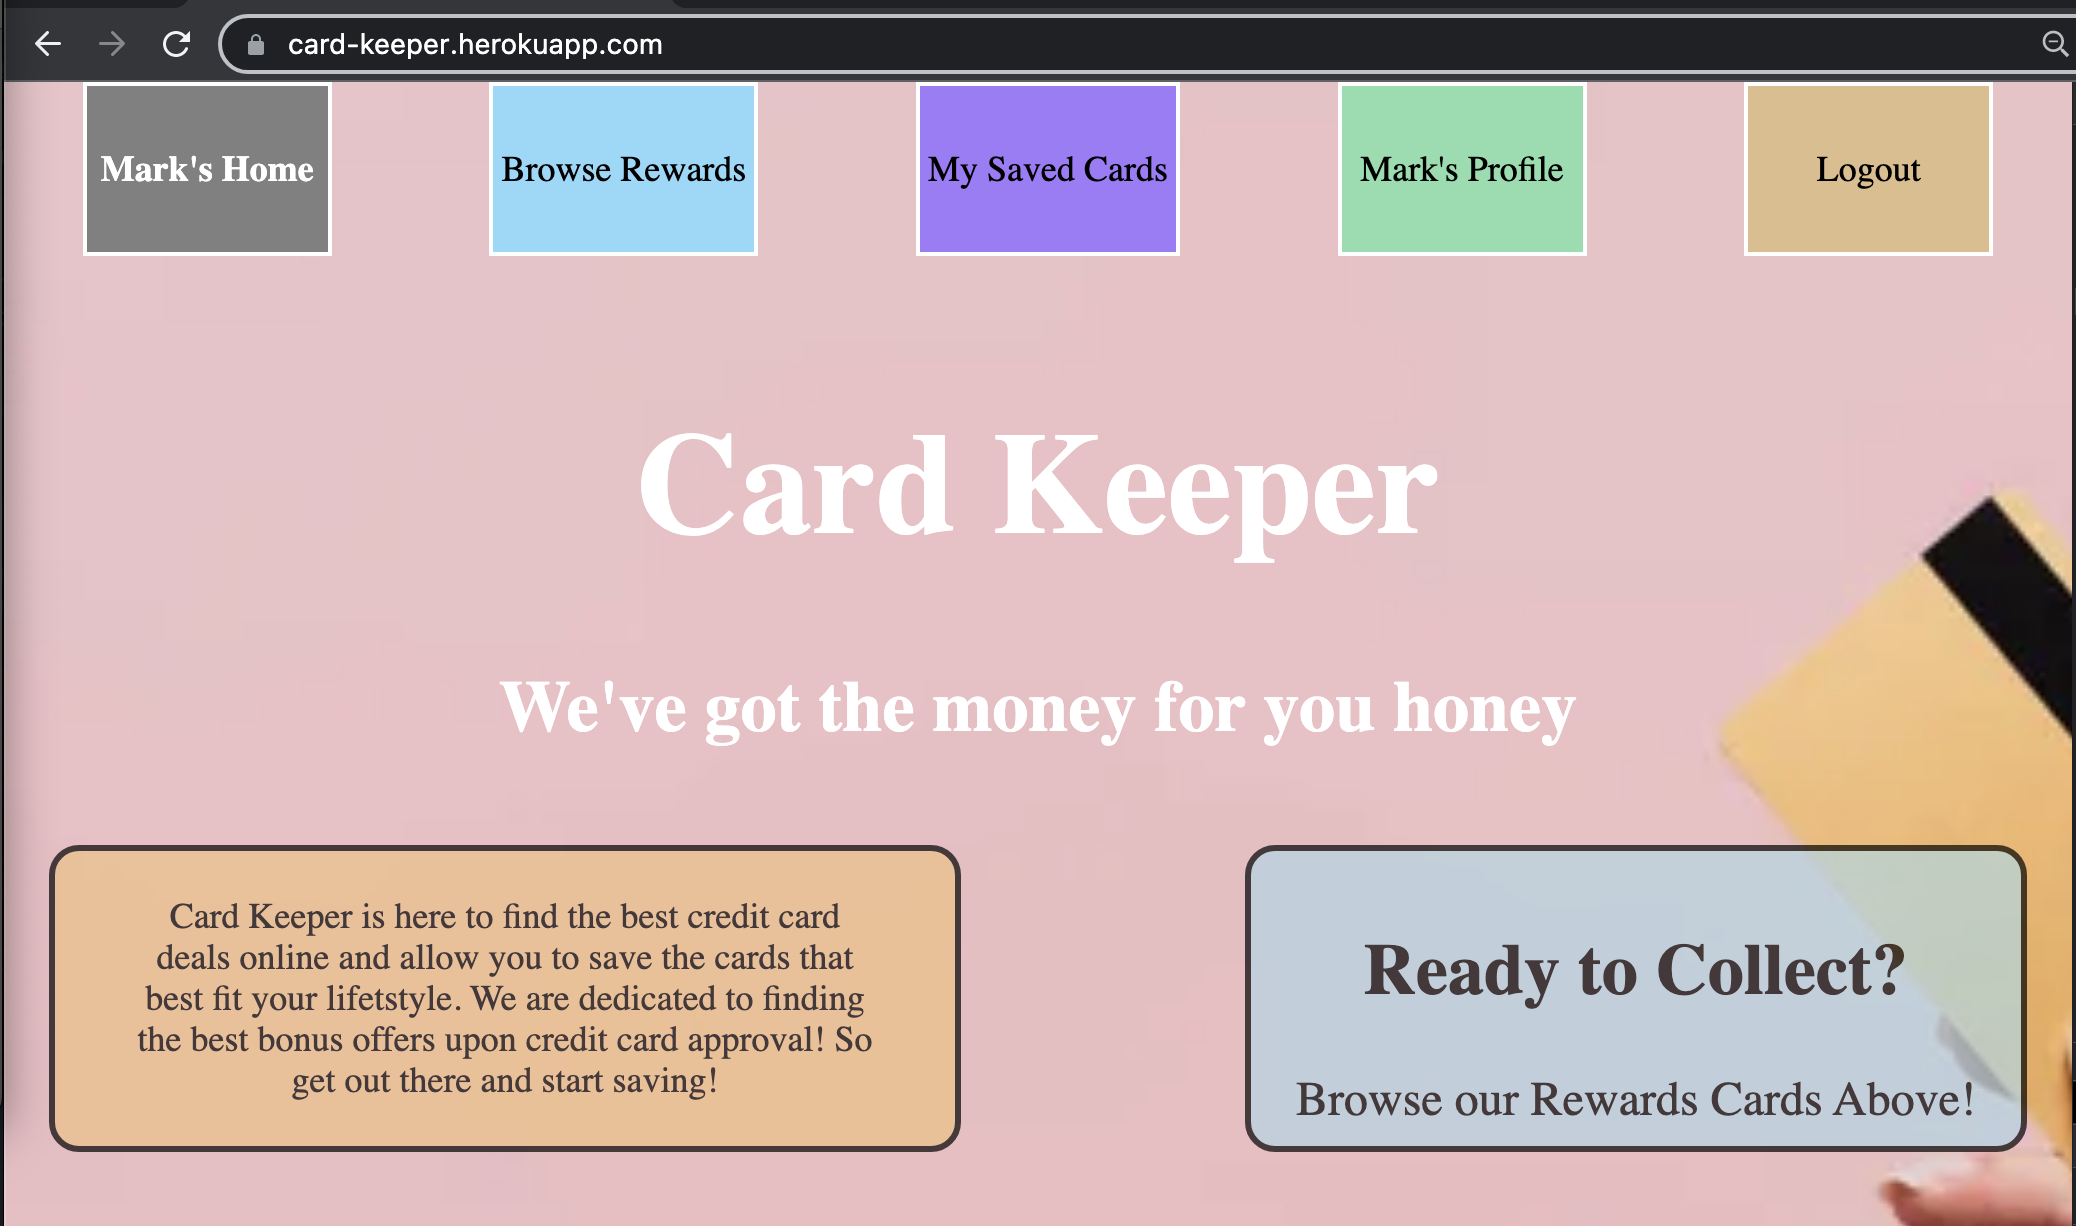 card-keeper.herokuapp.com
Mark's Home
Browse Rewards
My Saved Cards
Mark's Profile
Logout
Card Keeper
We've got the money for you honey
Card Keeper is here to find the best credit card
deals online and allow you to save the cards that
best fit your lifetstyle. We are dedicated to finding
the best bonus offers upon credit card approval! So
get out there and start saving!
Ready to Collect?
Browse our Rewards Cards Above!